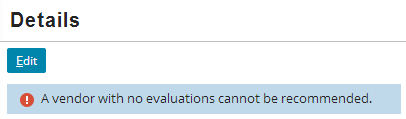 Details
Edit
A vendor with no evaluations cannot be recommended.